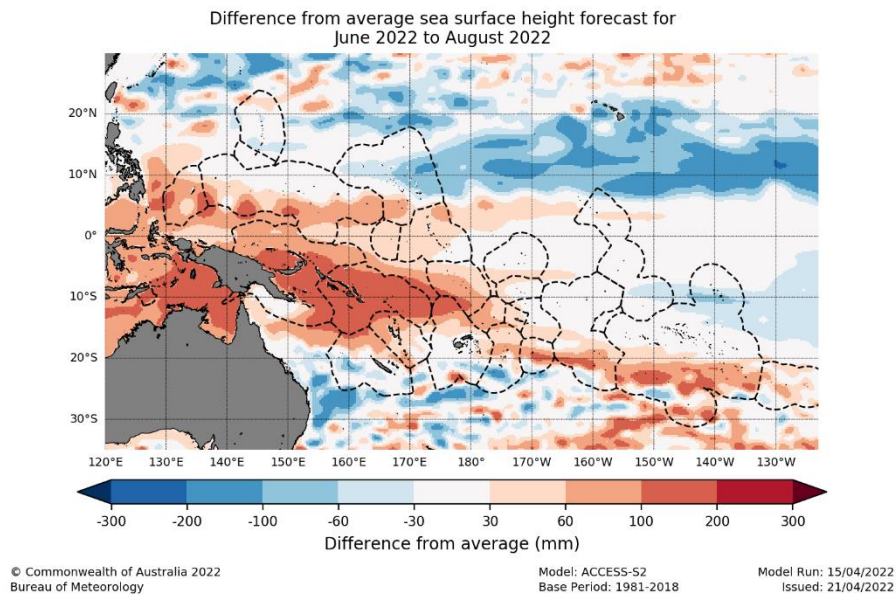 Difference from average sea surface height forecast for
June 2022 to August 2022
20°N
10°N
0°
10°S
20°S
30°S
120°E 130°E 140°E 150°E 160°E 170°E 180° 170°W 160°W 150°W 140°W 130°W
-300 -200 -100 -60 -30 30 60 100 200 300
Difference from average (mm)
© Commonwealth of Australia 2022 Model: ACCESS-S2 Model Run: 15/04/2022
Bureau of Meteorology Base Period: 1981-2018 Issued: 21/04/2022